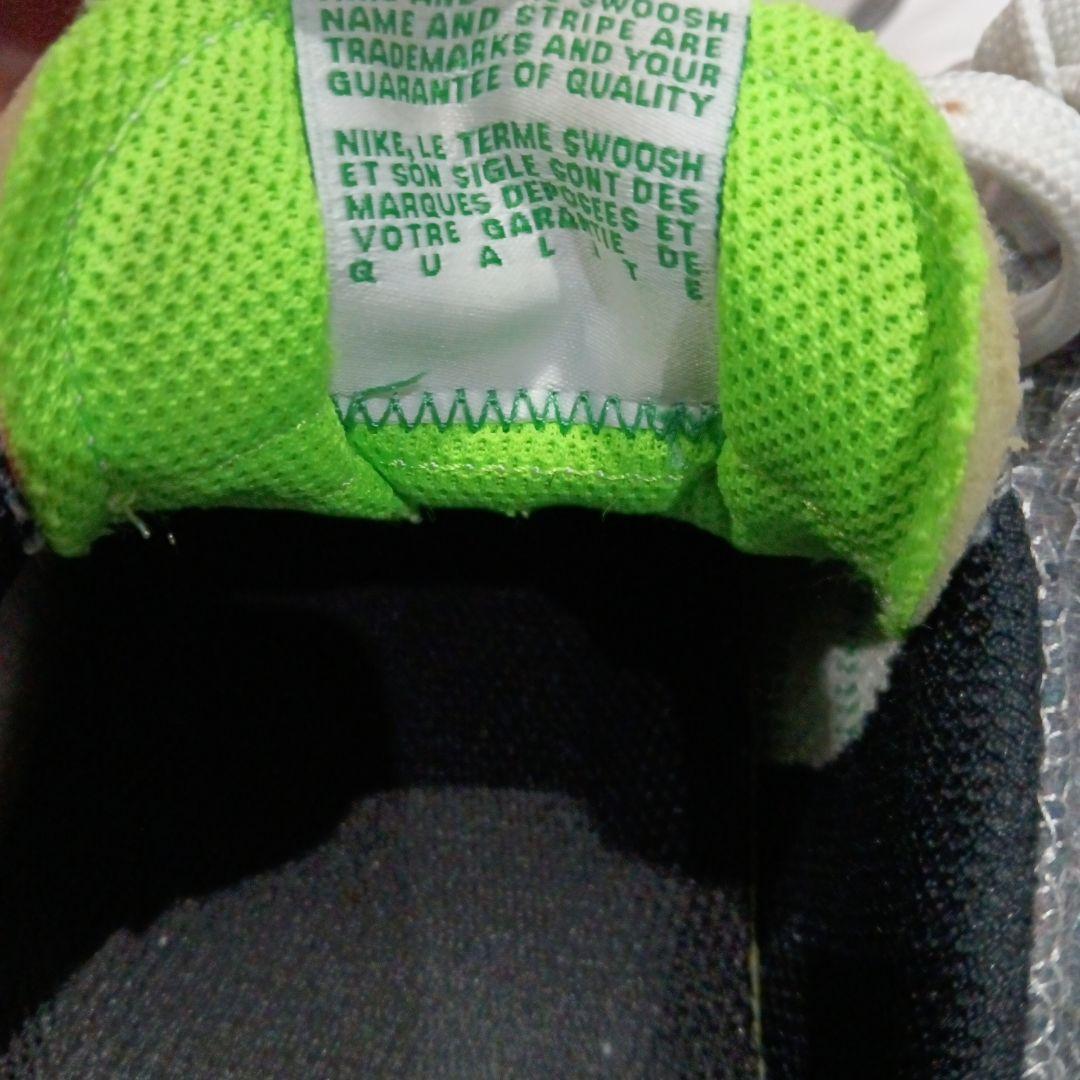 SWOOSH
NAME AND STRIPE ARE
TRADEMARKS AND YOUR
GUARANTEE OF QUALITY
NIKE, LE TERME SWOOSH
ET SON SIGLE SONT DES
MARQUES DEPOSEES ET
VOTRE GARANTIE DE
Q U A L I T E